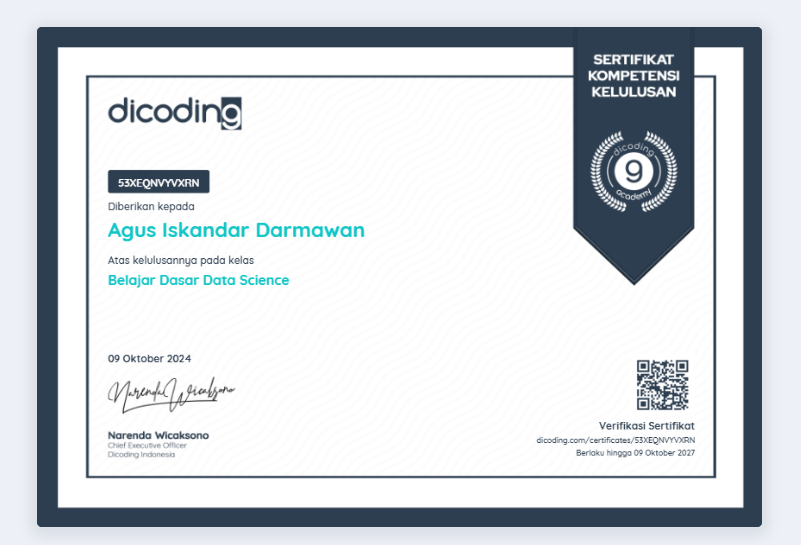 SERTIFIKAT
KOMPETENSI
KELULUSAN
dicoding
dicoding
9
academy
53XEQNVYVXRN
Diberikan kepada
Agus Iskandar Darmawan
Atas kelulusannya pada kelas
Belajar Dasar Data Science
09 Oktober 2024
Narenda Wicaksono
Narenda Wicaksono
Chief Executive Officer
Dicoding Indonesia
Verifikasi Sertifikat
dicoding.com/certificates/53XEQNVYVXRN
Berlaku hingga 09 Oktober 2027